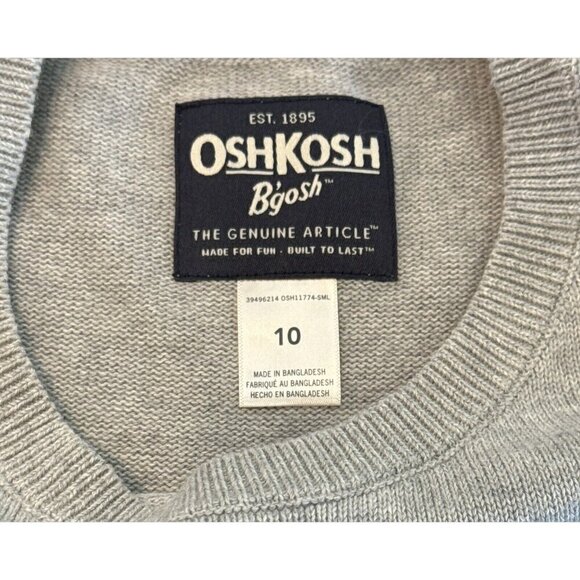 EST. 1895
OSHKOSH
B'gosh™
THE GENUINE ARTICLE™
MADE FOR FUN · BUILT TO LAST™
39496214 OSH11774-SML
10
MADE IN BANGLADESH
FABRIQUÉ AU BANGLADESH
HECHO EN BANGLADESH